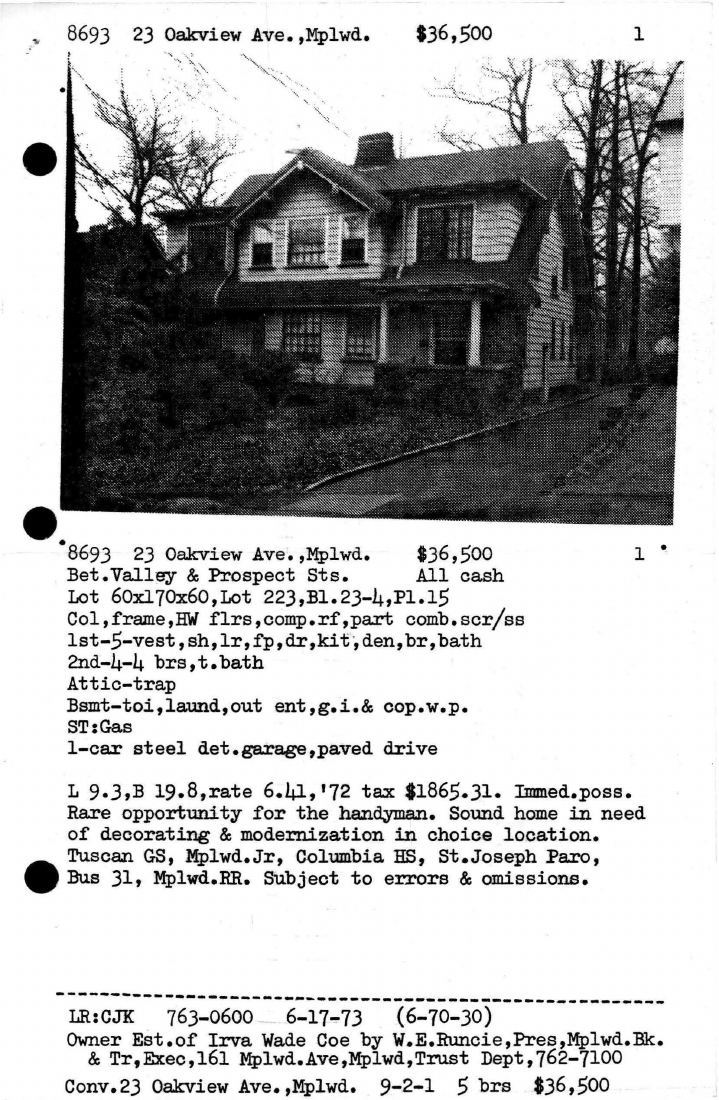 8693 23 Oakview Ave.,Mplwd. $36,500 1
8693 23 Oakview Ave.,Mplwd. $36,500 1
Bet.Valley & Prospect Sts. All cash
Lot 60x170x60,Lot 223,Bl.23-4,Pl.15
Col,frame,HW flrs,comp.rf,part comb.scr/ss
1st-5-vest,sh,lr,fp,dr,kit,den,br,bath
2nd-4-4 brs,t.bath
Attic-trap
Bsmt-toi,laund,out ent,g.i.& cop.w.p.
ST:Gas
1-car steel det.garage,paved drive
L 9.3,B 19.8,rate 6.41,'72 tax $1865.31. Immed.poss.
Rare opportunity for the handyman. Sound home in need
of decorating & modernization in choice location.
Tuscan GS, Mplwd.Jr, Columbia HS, St.Joseph Paro,
Bus 31, Mplwd.RR. Subject to errors & omissions.
LR:CJK 763-0600 6-17-73 (6-70-30)
Owner Est.of Irva Wade Coe by W.E.Runcie,Pres,Mplwd.Bk.
& Tr,Exec,161 Mplwd.Ave,Mplwd,Trust Dept,762-7100
Conv.23 Oakview Ave.,Mplwd. 9-2-1 5 brs $36,500